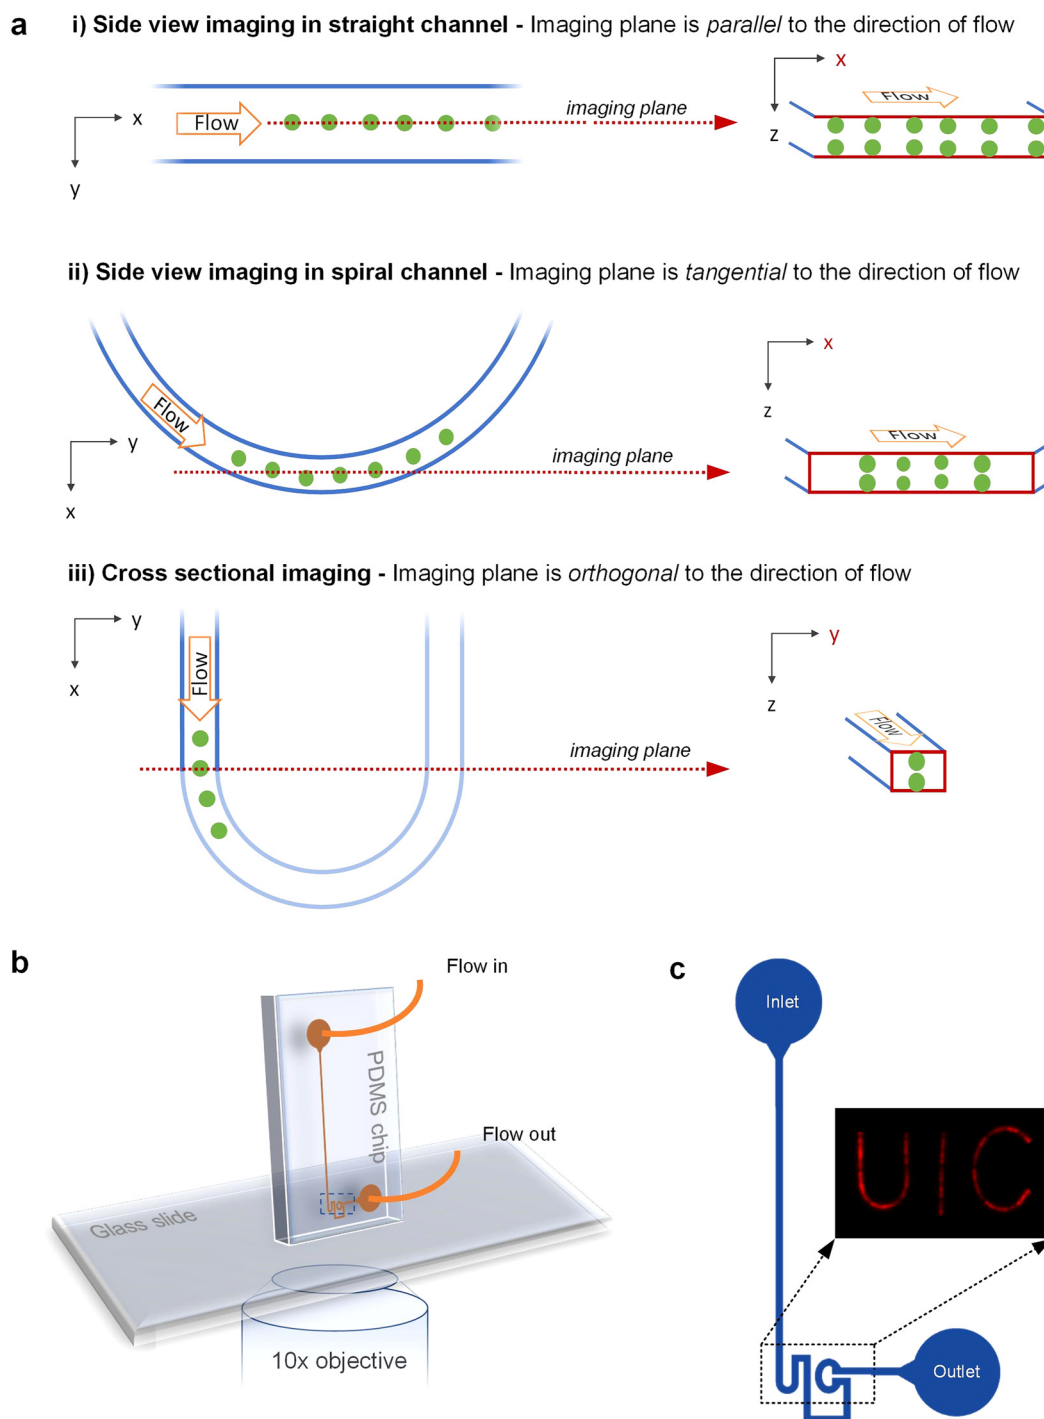 a
i) Side view imaging in straight channel - Imaging plane is parallel to the direction of flow
x
Flow
imaging plane
y
x
Flow
z
ii) Side view imaging in spiral channel - Imaging plane is tangential to the direction of flow
Flow
y
imaging plane
x
x
z
Flow
iii) Cross sectional imaging - Imaging plane is orthogonal to the direction of flow
y
x
Flow
imaging plane
y
z
Flow
b
Flow in
PDMS chip
Flow out
Glass slide
10x objective
c
Inlet
UIC
Outlet